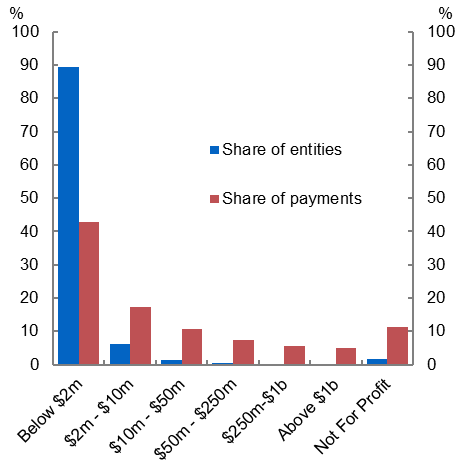 % %
100 100
90 90
80 80
70 70
60 60
50 50
40 40
30 30
20 20
10 10
0 0
Share of entities
Share of payments
Below $2m
$2m - $10m
$10m - $50m
$50m - $250m
$250m-$1b
Above $1b
Not For Profit